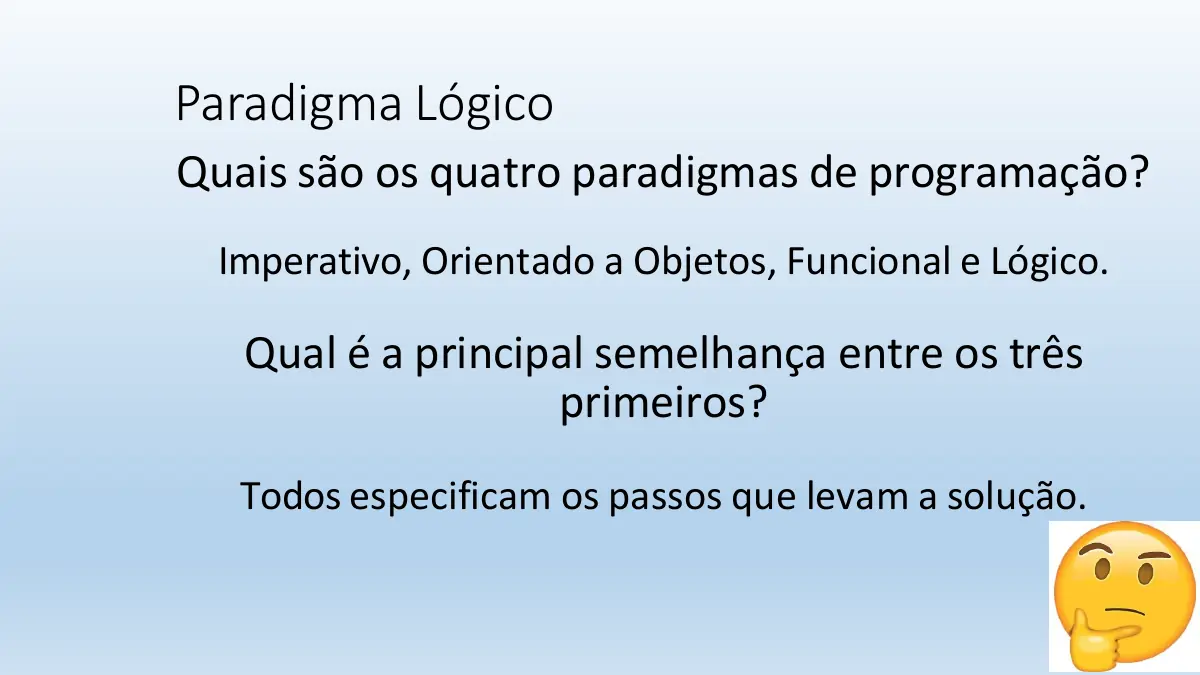 Paradigma Lógico
Quais são os quatro paradigmas de programação?
Imperativo, Orientado a Objetos, Funcional e Lógico.
Qual é a principal semelhança entre os três
primeiros?
Todos especificam os passos que levam a solução.